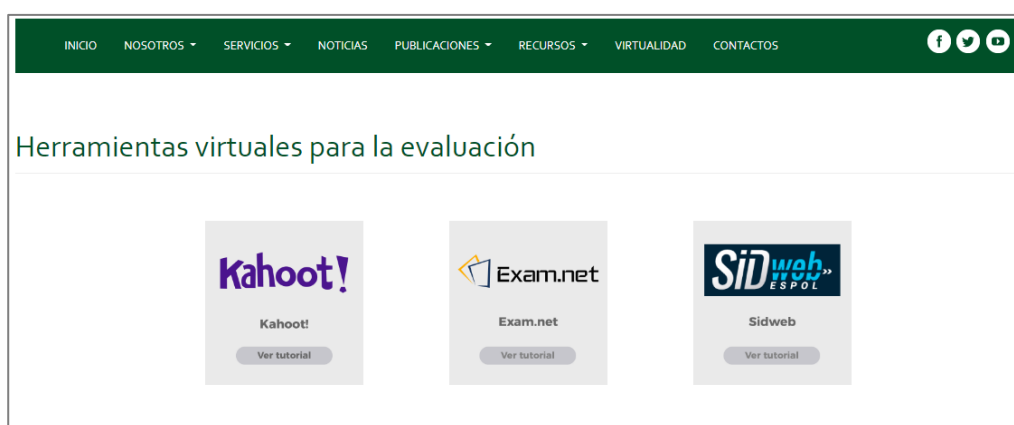 INICIO NOSOTROS SERVICIOS NOTICIAS PUBLICACIONES RECURSOS VIRTUALIDAD CONTACTOS
Herramientas virtuales para la evaluación
Kahoot! Exam.net SiDweb»
ESPOL
Kahoot! Exam.net Sidweb
Ver tutorial Ver tutorial Ver tutorial